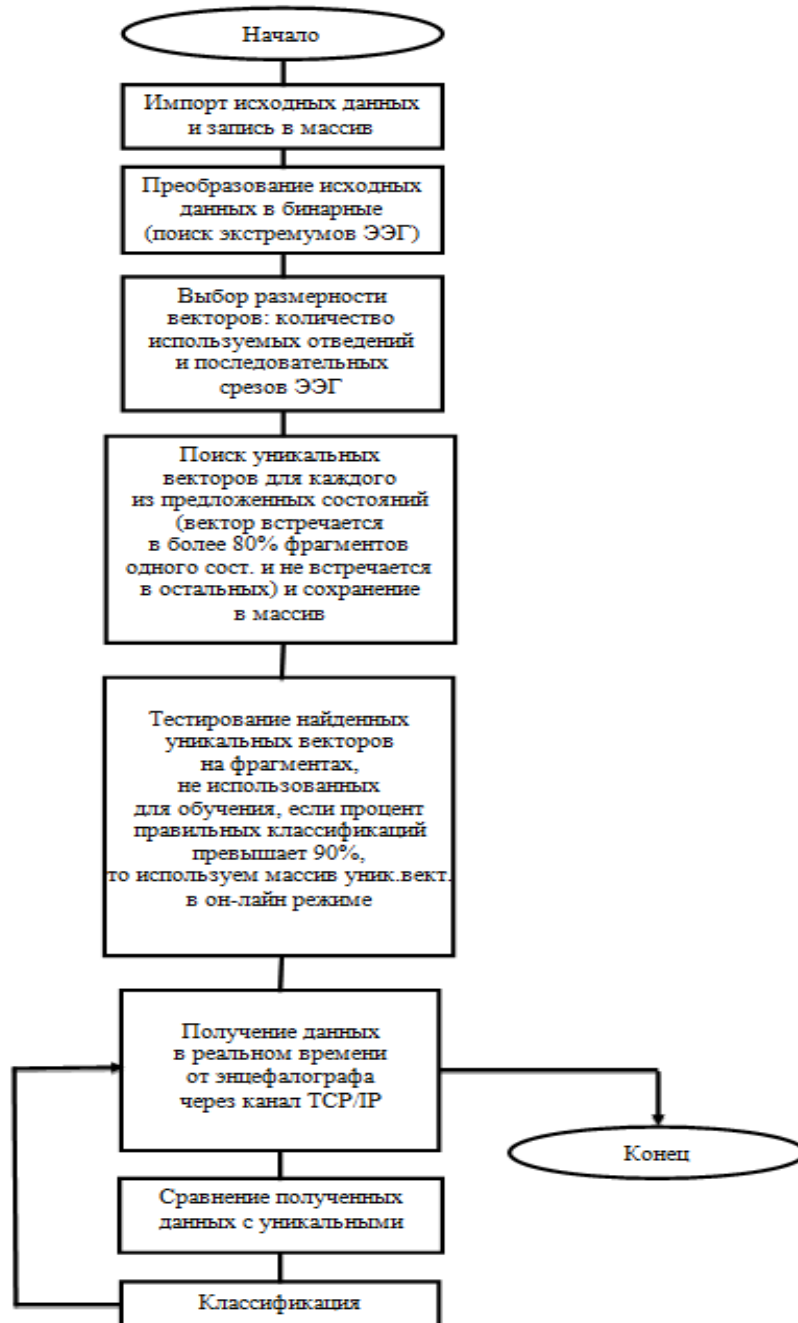 Начало
Импорт исходных данных
и запись в массив
Преобразование исходных
данных в бинарные
(поиск экстремумов ЭЭГ)
Выбор размерности
векторов: количество
используемых отведений
и последовательных
срезов ЭЭГ
Поиск уникальных
векторов для каждого
из предложенных состояний
(вектор встречается
в более 80% фрагментов
одного сост. и не встречается
в остальных) и сохранение
в массив
Тестирование найденных
уникальных векторов
на фрагментах,
не использованных
для обучения, если процент
правильных классификаций
превышает 90%,
то используем массив уник.вект.
в он-лайн режиме
Получение данных
в реальном времени
от энцефалографа
через канал TCP/IP
Конец
Сравнение полученных
данных с уникальными
Классификация